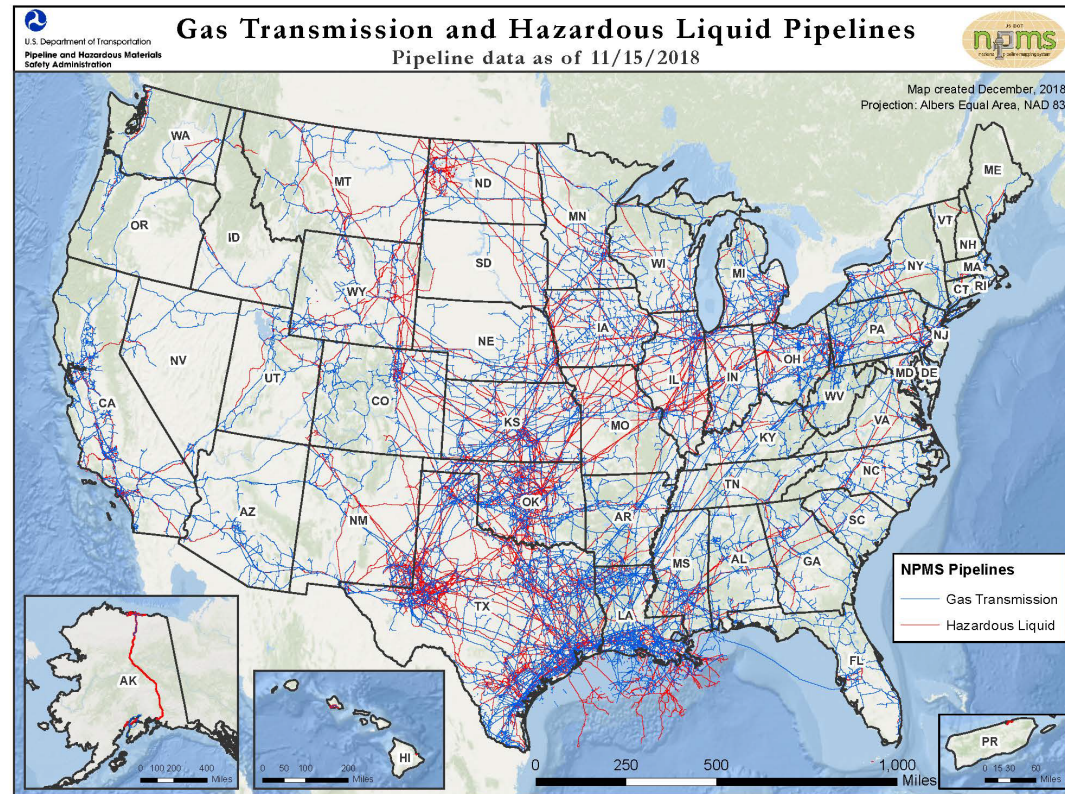 Gas Transmission and Hazardous Liquid Pipelines
Pipeline data as of 11/15/2018
U.S. Department of Transportation
Pipeline and Hazardous Materials
Safety Administration
npms
Map created December, 2018
Projection: Albers Equal Area, NAD 83
WA
MT
ND
MN
ME
OR
ID
SD
WI
MI
VT
NH
NY
MA
CT
RI
WY
IA
NE
PA
NJ
NV
UT
CO
IL
IN
OH
MD
DE
WV
VA
CA
KS
MO
KY
NC
TN
AZ
NM
OK
AR
SC
MS
AL
GA
TX
LA
FL
NPMS Pipelines
Gas Transmission
Hazardous Liquid
AK
0 100 200 400
Miles
HI
0 50 100 200
Miles
0 250 500 1,000
Miles
PR
0 15 30 60
Miles